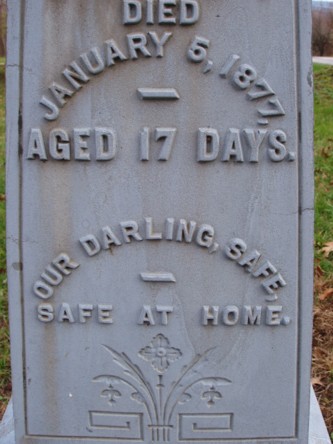 DIED
JANUARY 5, 1877,
AGED 17 DAYS.
OUR DARLING, SAFE,
SAFE AT HOME.